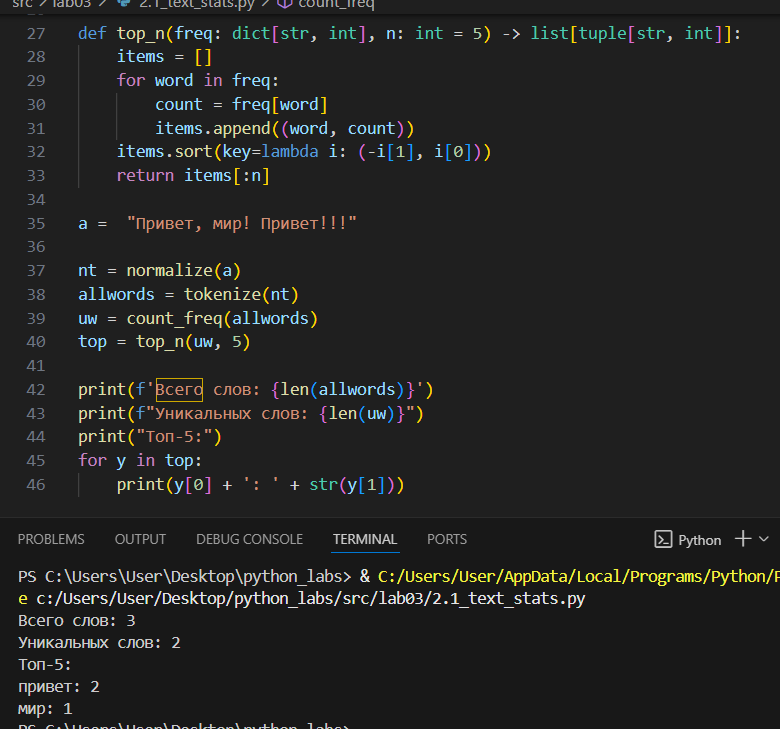 src > lab03 > 2.1_text_stats.py > count_freq
27 def top_n(freq: dict[str, int], n: int = 5) -> list[tuple[str, int]]:
28     items = []
29     for word in freq:
30         count = freq[word]
31         items.append((word, count))
32     items.sort(key=lambda i: (-i[1], i[0]))
33     return items[:n]
34
35 a =  "Привет, мир! Привет!!!"
36
37 nt = normalize(a)
38 allwords = tokenize(nt)
39 uw = count_freq(allwords)
40 top = top_n(uw, 5)
41
42 print(f'Всего слов: {len(allwords)}')
43 print(f"Уникальных слов: {len(uw)}")
44 print("Топ-5:")
45 for y in top:
46     print(y[0] + ': ' + str(y[1]))
PROBLEMS OUTPUT DEBUG CONSOLE TERMINAL PORTS Python
PS C:\Users\User\Desktop\python_labs> & C:/Users/User/AppData/Local/Programs/Python/
e c:/Users/User/Desktop/python_labs/src/lab03/2.1_text_stats.py
Всего слов: 3
Уникальных слов: 2
Топ-5:
привет: 2
мир: 1
PS C:\Users\User\Desktop\python_labs>